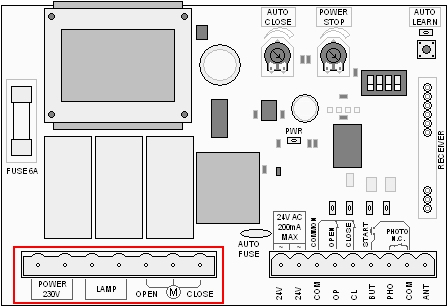 AUTO
CLOSE
POWER
STOP
AUTO
LEARN
FUSE 6A
PWR
RECEIVER
24V AC
200mA
MAX
~ ~
COMMON
OPEN
CLOSE
START
PHOTO
N.C.
AUTO
FUSE
POWER
230V
LAMP
OPEN
M
CLOSE
24V
24V
COM
OP
CL
BUT
PHO
COM
ANT